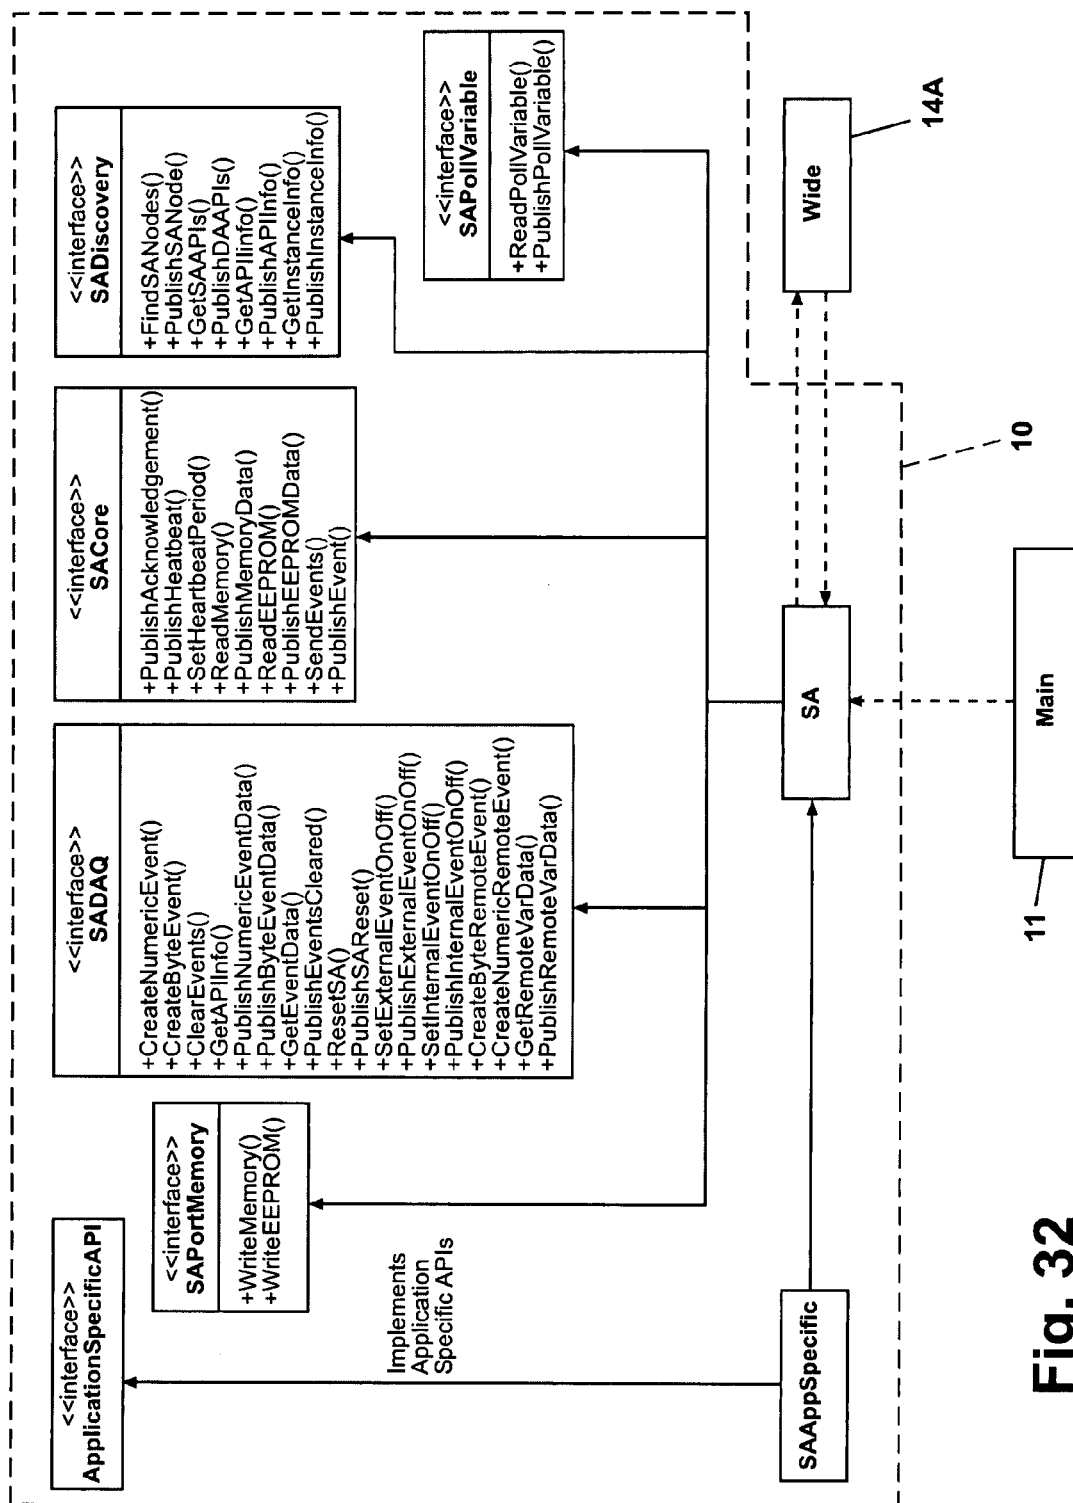 <<interface>>
ApplicationSpecificAPI
<<interface>>
SAPortMemory
+WriteMemory()
+WriteEEPROM()
<<interface>>
SADAQ
+CreateNumericEvent()
+CreateByteEvent()
+ClearEvents()
+GetAPIInfo()
+PublishNumericEventData()
+PublishByteEventData()
+GetEventData()
+PublishEventsCleared()
+ResetSA()
+PublishSAReset()
+SetExternalEventOnOff()
+PublishExternalEventOnOff()
+SetInternalEventOnOff()
+PublishInternalEventOnOff()
+CreateByteRemoteEvent()
+CreateNumericRemoteEvent()
+GetRemoteVarData()
+PublishRemoteVarData()
<<interface>>
SACore
+PublishAcknowledgement()
+PublishHeatbeat()
+SetHeartbeatPeriod()
+ReadMemory()
+PublishMemoryData()
+ReadEEPROM()
+PublishEEPROMData()
+SendEvents()
+PublishEvent()
<<interface>>
SADiscovery
+FindSANodes()
+PublishSANode()
+GetSAAPIs()
+PublishDAAPIs()
+GetAPIinfo()
+PublishAPIInfo()
+GetInstanceInfo()
+PublishInstanceInfo()
<<interface>>
SAPollVariable
+ReadPollVariable()
+PublishPollVariable()
Implements
Application
Specific APIs
SAAppSpecific
SA
Wide
14A
10
Main
11
Fig. 32